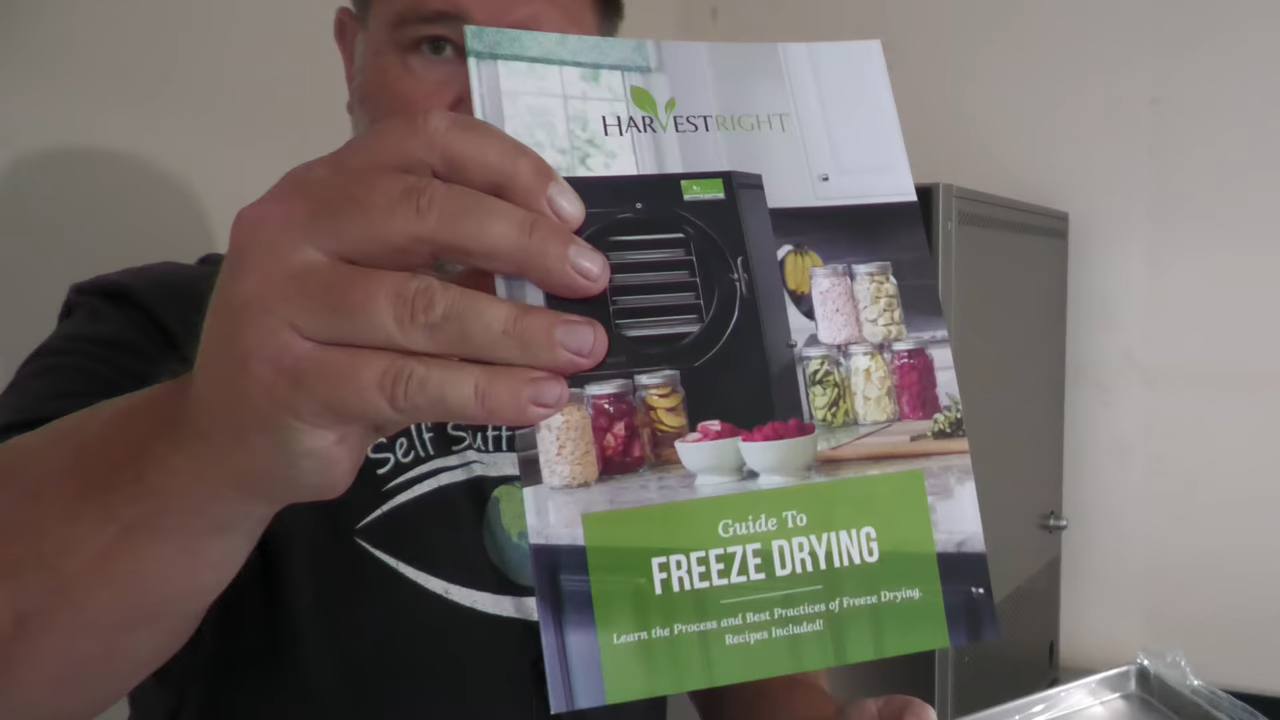 HARVESTRIGHT
Self Suff
Guide To
FREEZE DRYING
Learn the Process and Best Practices of Freeze Drying.
Recipes Included!